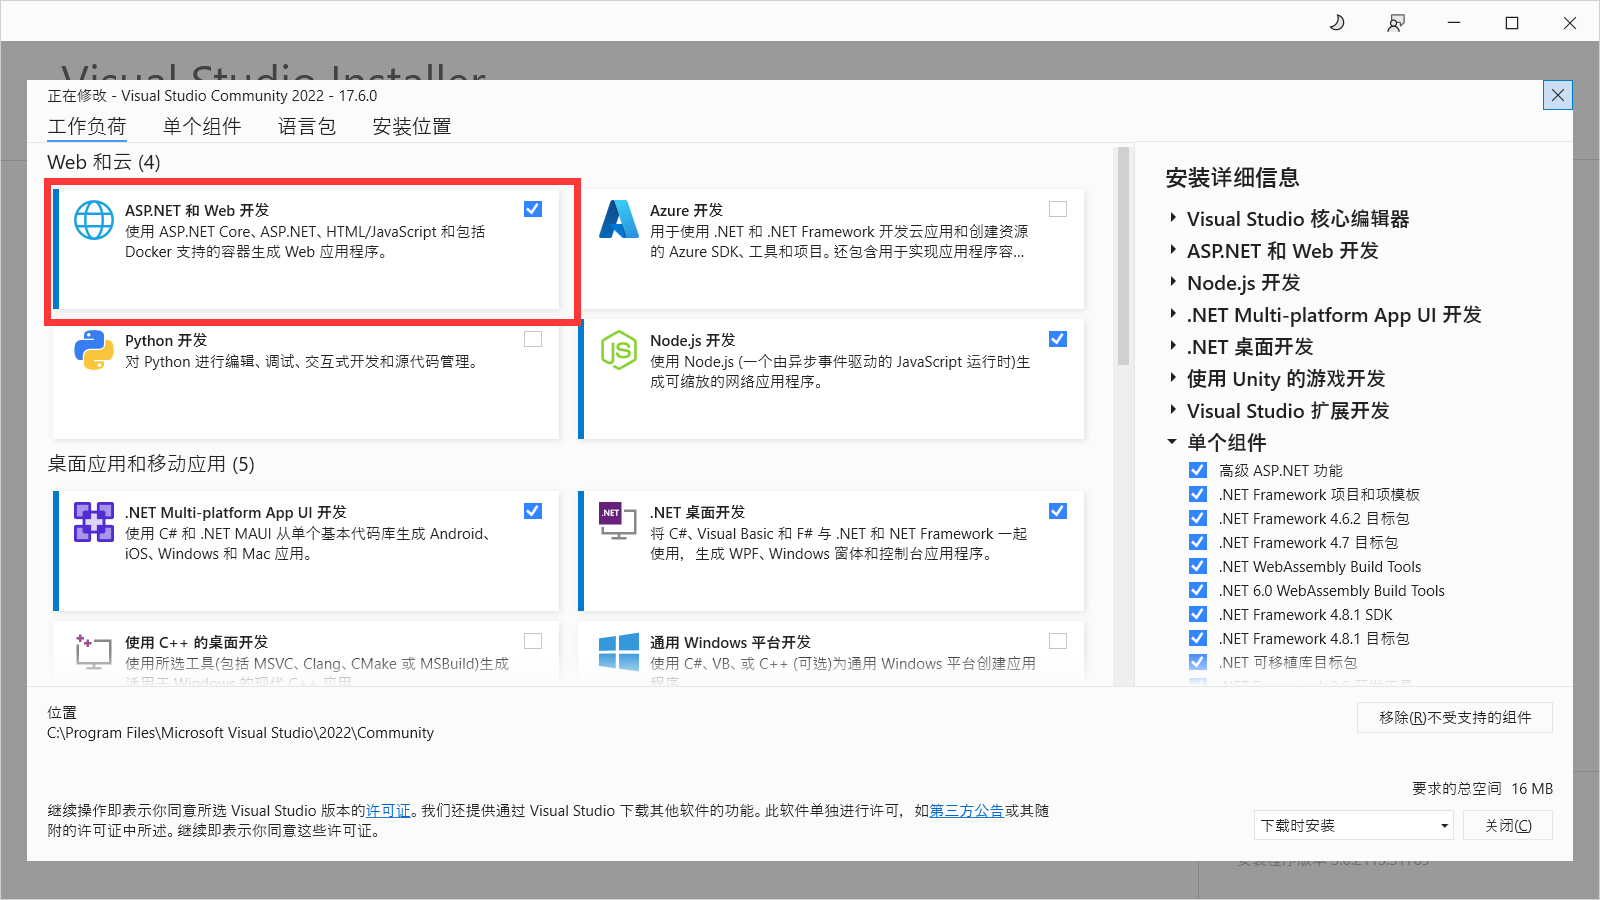 Visual Studio Installer
正在修改 - Visual Studio Community 2022 - 17.6.0
工作负荷 单个组件 语言包 安装位置
Web 和云 (4)
ASP.NET 和 Web 开发
使用 ASP.NET Core、ASP.NET、HTML/JavaScript 和包括
Docker 支持的容器生成 Web 应用程序。
Azure 开发
用于使用 .NET 和 .NET Framework 开发云应用和创建资源
的 Azure SDK、工具和项目。还包含用于实现应用程序容...
Python 开发
对 Python 进行编辑、调试、交互式开发和源代码管理。
Node.js 开发
使用 Node.js (一个由异步事件驱动的 JavaScript 运行时)生
成可缩放的网络应用程序。
桌面应用和移动应用 (5)
.NET Multi-platform App UI 开发
使用 C# 和 .NET MAUI 从单个基本代码库生成 Android、
iOS、Windows 和 Mac 应用。
.NET
.NET 桌面开发
将 C#、Visual Basic 和 F# 与 .NET 和 NET Framework 一起
使用，生成 WPF、Windows 窗体和控制台应用程序。
使用 C++ 的桌面开发
使用所选工具(包括 MSVC、Clang、CMake 或 MSBuild)生成
适用于 Windows 的现代 C++ 应用
通用 Windows 平台开发
使用 C#、VB、或 C++ (可选)为通用 Windows 平台创建应用
程序
安装详细信息
Visual Studio 核心编辑器
ASP.NET 和 Web 开发
Node.js 开发
.NET Multi-platform App UI 开发
.NET 桌面开发
使用 Unity 的游戏开发
Visual Studio 扩展开发
单个组件
高级 ASP.NET 功能
.NET Framework 项目和项模板
.NET Framework 4.6.2 目标包
.NET Framework 4.7 目标包
.NET WebAssembly Build Tools
.NET 6.0 WebAssembly Build Tools
.NET Framework 4.8.1 SDK
.NET Framework 4.8.1 目标包
.NET 可移植库目标包
位置
C:\Program Files\Microsoft Visual Studio\2022\Community
移除(R)不受支持的组件
要求的总空间 16 MB
继续操作即表示你同意所选 Visual Studio 版本的许可证。我们还提供通过 Visual Studio 下载其他软件的功能。此软件单独进行许可，如第三方公告或其随
附的许可证中所述。继续即表示你同意这些许可证。
下载时安装
关闭(C)